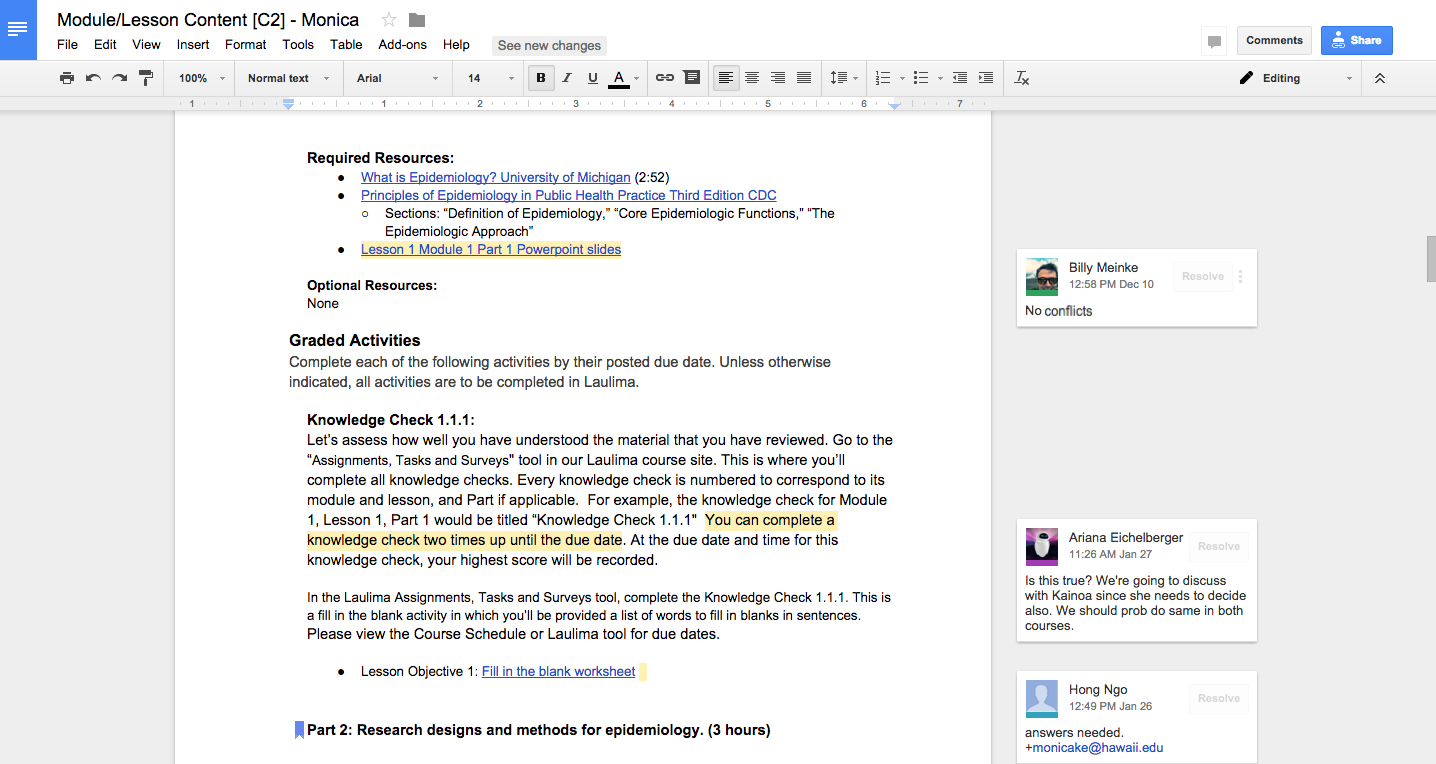 Module/Lesson Content [C2] - Monica
File Edit View Insert Format Tools Table Add-ons Help See new changes
Comments
Share
100% Normal text Arial 14 B I U A Editing
1 1 2 3 4 5 6 7
Required Resources:
● What is Epidemiology? University of Michigan (2:52)
● Principles of Epidemiology in Public Health Practice Third Edition CDC
○ Sections: “Definition of Epidemiology,” “Core Epidemiologic Functions,” “The
Epidemiologic Approach”
● Lesson 1 Module 1 Part 1 Powerpoint slides
Optional Resources:
None
Graded Activities
Complete each of the following activities by their posted due date. Unless otherwise
indicated, all activities are to be completed in Laulima.
Knowledge Check 1.1.1:
Let’s assess how well you have understood the material that you have reviewed. Go to the
“Assignments, Tasks and Surveys" tool in our Laulima course site. This is where you’ll
complete all knowledge checks. Every knowledge check is numbered to correspond to its
module and lesson, and Part if applicable.  For example, the knowledge check for Module
1, Lesson 1, Part 1 would be titled “Knowledge Check 1.1.1"  You can complete a
knowledge check two times up until the due date. At the due date and time for this
knowledge check, your highest score will be recorded.
In the Laulima Assignments, Tasks and Surveys tool, complete the Knowledge Check 1.1.1. This is
a fill in the blank activity in which you’ll be provided a list of words to fill in blanks in sentences.
Please view the Course Schedule or Laulima tool for due dates.
● Lesson Objective 1: Fill in the blank worksheet
Part 2: Research designs and methods for epidemiology. (3 hours)
Billy Meinke
12:58 PM Dec 10
Resolve
No conflicts
Ariana Eichelberger
11:26 AM Jan 27
Resolve
Is this true? We're going to discuss
with Kainoa since she needs to decide
also. We should prob do same in both
courses.
Hong Ngo
12:49 PM Jan 26
Resolve
answers needed.
+monicake@hawaii.edu